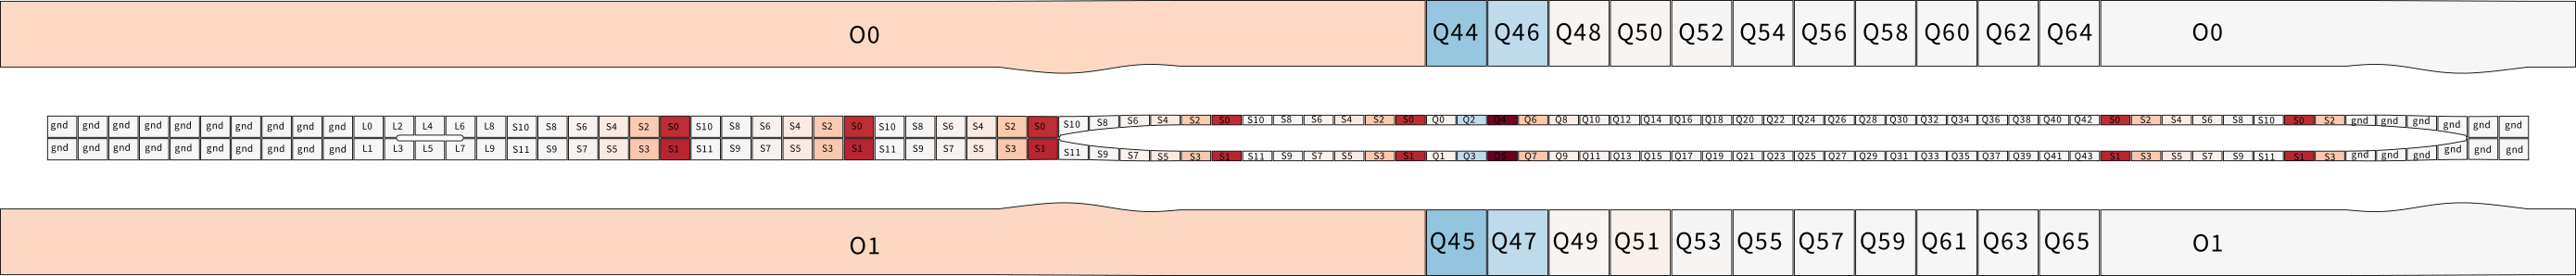 O0 Q44 Q46 Q48 Q50 Q52 Q54 Q56 Q58 Q60 Q62 Q64 O0
gnd gnd gnd gnd gnd gnd gnd gnd gnd gnd L0 L2 L4 L6 L8 S10 S8 S6 S4 S2 S0 S10 S8 S6 S4 S2 S0 S10 S8 S6 S4 S2 S0 S10 S8 S6 S4 S2 S0 S10 S8 S6 S4 S2 S0 Q0 Q2 Q4 Q6 Q8 Q10 Q12 Q14 Q16 Q18 Q20 Q22 Q24 Q26 Q28 Q30 Q32 Q34 Q36 Q38 Q40 Q42 S0 S2 S4 S6 S8 S10 S0 S2 gnd gnd gnd gnd gnd gnd
gnd gnd gnd gnd gnd gnd gnd gnd gnd gnd L1 L3 L5 L7 L9 S11 S9 S7 S5 S3 S1 S11 S9 S7 S5 S3 S1 S11 S9 S7 S5 S3 S1 S11 S9 S7 S5 S3 S1 S11 S9 S7 S5 S3 S1 Q1 Q3 Q5 Q7 Q9 Q11 Q13 Q15 Q17 Q19 Q21 Q23 Q25 Q27 Q29 Q31 Q33 Q35 Q37 Q39 Q41 Q43 S1 S3 S5 S7 S9 S11 S1 S3 gnd gnd gnd gnd gnd gnd
O1 Q45 Q47 Q49 Q51 Q53 Q55 Q57 Q59 Q61 Q63 Q65 O1